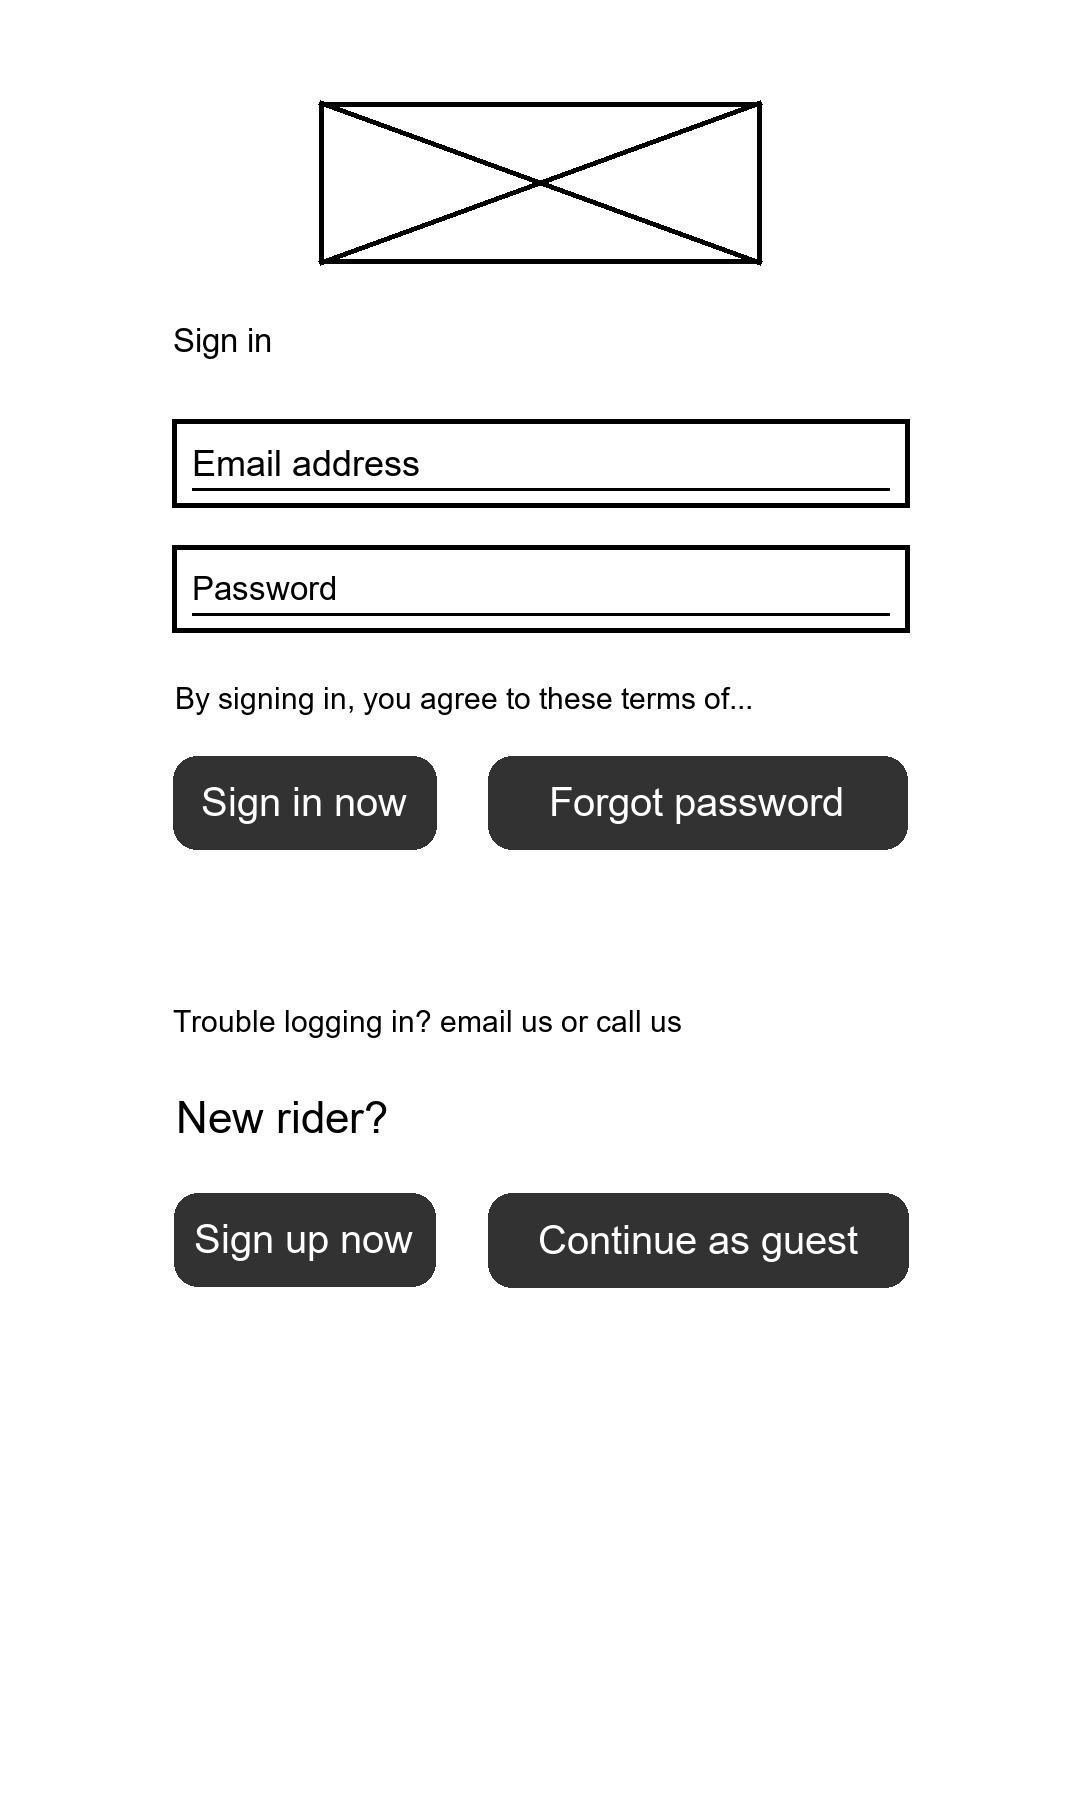 Sign in
Email address
Password
By signing in, you agree to these terms of...
Sign in now
Forgot password
Trouble logging in? email us or call us
New rider?
Sign up now
Continue as guest